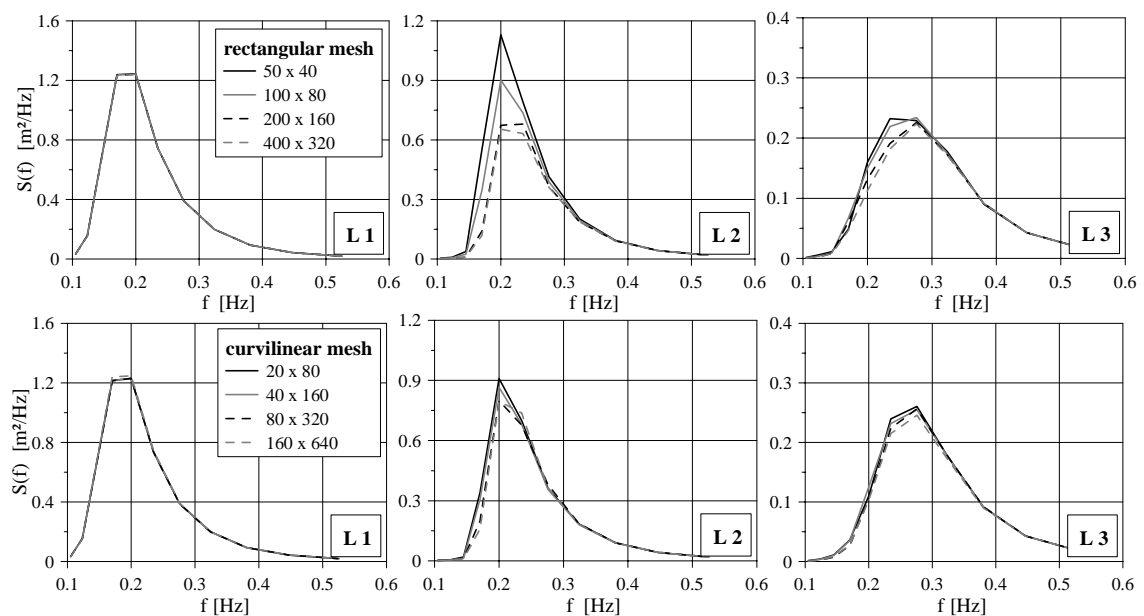 1.6
1.2
0.8
0.4
0
S(f) [m²/Hz]
0.1 0.2 0.3 0.4 0.5 0.6
f [Hz]
rectangular mesh
50 x 40
100 x 80
200 x 160
400 x 320
L 1
1.2
0.9
0.6
0.3
0
0.1 0.2 0.3 0.4 0.5 0.6
f [Hz]
L 2
0.4
0.3
0.2
0.1
0
0.1 0.2 0.3 0.4 0.5 0.6
f [Hz]
L 3
1.6
1.2
0.8
0.4
0
S(f) [m²/Hz]
0.1 0.2 0.3 0.4 0.5 0.6
f [Hz]
curvilinear mesh
20 x 80
40 x 160
80 x 320
160 x 640
L 1
1.2
0.9
0.6
0.3
0
0.1 0.2 0.3 0.4 0.5 0.6
f [Hz]
L 2
0.4
0.3
0.2
0.1
0
0.1 0.2 0.3 0.4 0.5 0.6
f [Hz]
L 3